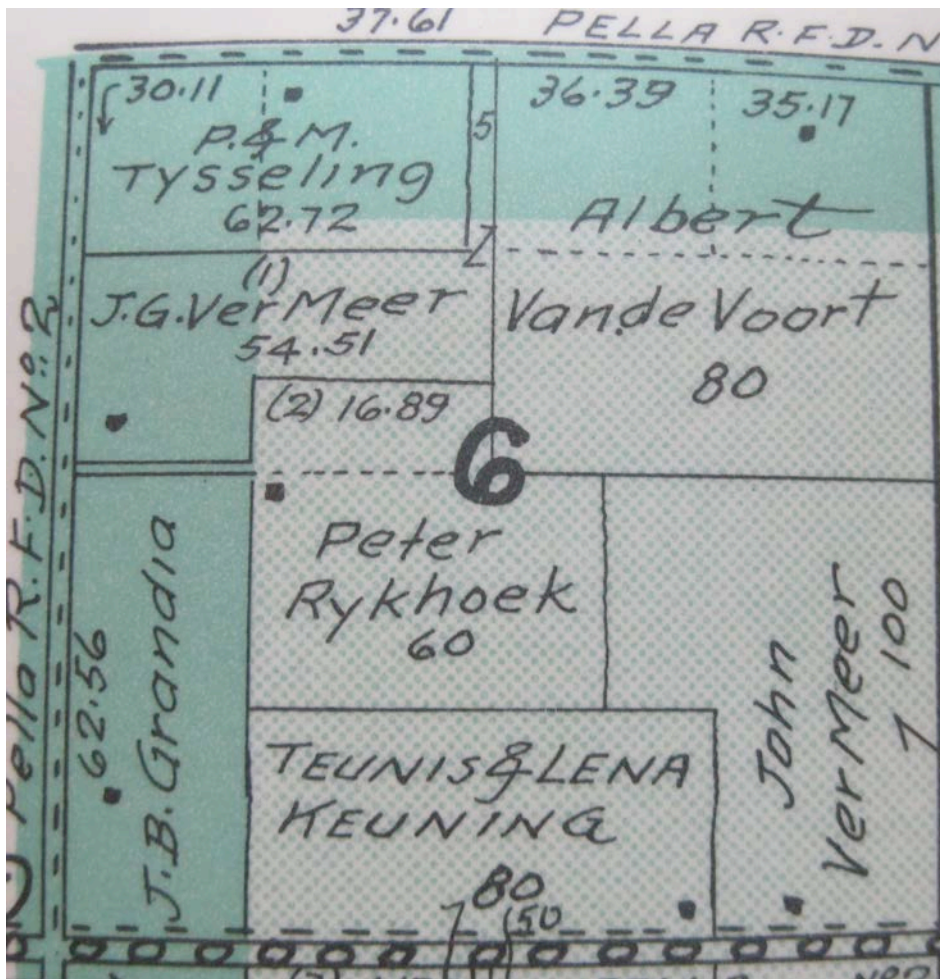 37.61 PELLA R.F.D. N
30.11
P. & M.
Tysseling
62.72
5
36.39
35.17
Albert
Vande Voort
80
(1)
J.G. VerMeer
54.51
(2) 16.89
6
Pella R.F.D. Nº. 2
Peter
Rykhoek
60
J.B. Grandia
62.56
TEUNIS & LENA
KEUNING
80
John
VerMeer
100
50